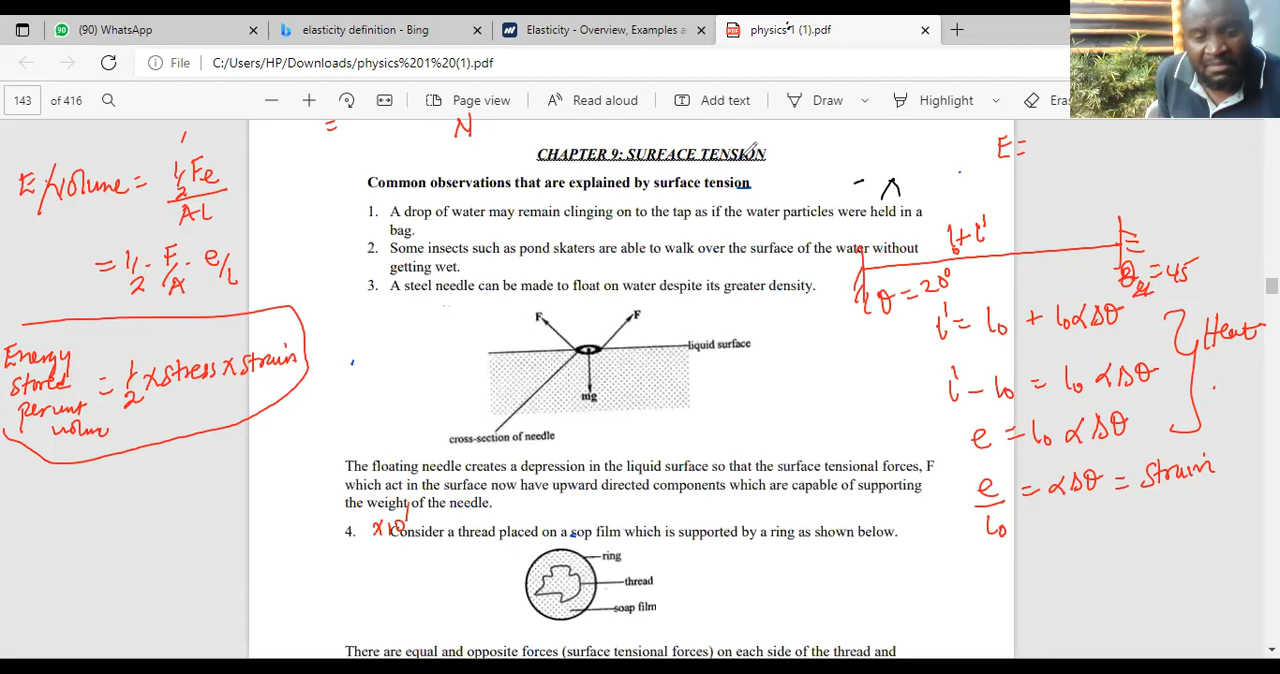 (90) WhatsApp
elasticity definition - Bing
Elasticity - Overview, Examples a
physics 1 (1).pdf
File
C:/Users/HP/Downloads/physics%201%20(1).pdf
143 of 416
Page view
Read aloud
Add text
Draw
Highlight
Era
=
N
CHAPTER 9: SURFACE TENSION
Common observations that are explained by surface tension
1. A drop of water may remain clinging on to the tap as if the water particles were held in a
bag.
2. Some insects such as pond skaters are able to walk over the surface of the water without
getting wet.
3. A steel needle can be made to float on water despite its greater density.
F
F
liquid surface
mg
cross-section of needle
The floating needle creates a depression in the liquid surface so that the surface tensional forces, F
which act in the surface now have upward directed components which are capable of supporting
the weight of the needle.
4. Consider a thread placed on a sop film which is supported by a ring as shown below.
ring
thread
soap film
There are equal and opposite forces (surface tensional forces) on each side of the thread and
E/volume = ½Fe
Al
= 1/2 · F/A · e/l
Energy
stored
per unit
volume
= ½ x stress x strain
E=
l₀ + l'
θ = 20°
= 45
l' = l₀ + l₀αΔθ
l' - l₀ = l₀αΔθ
e = l₀αΔθ
e/l₀ = αΔθ = strain
Heat